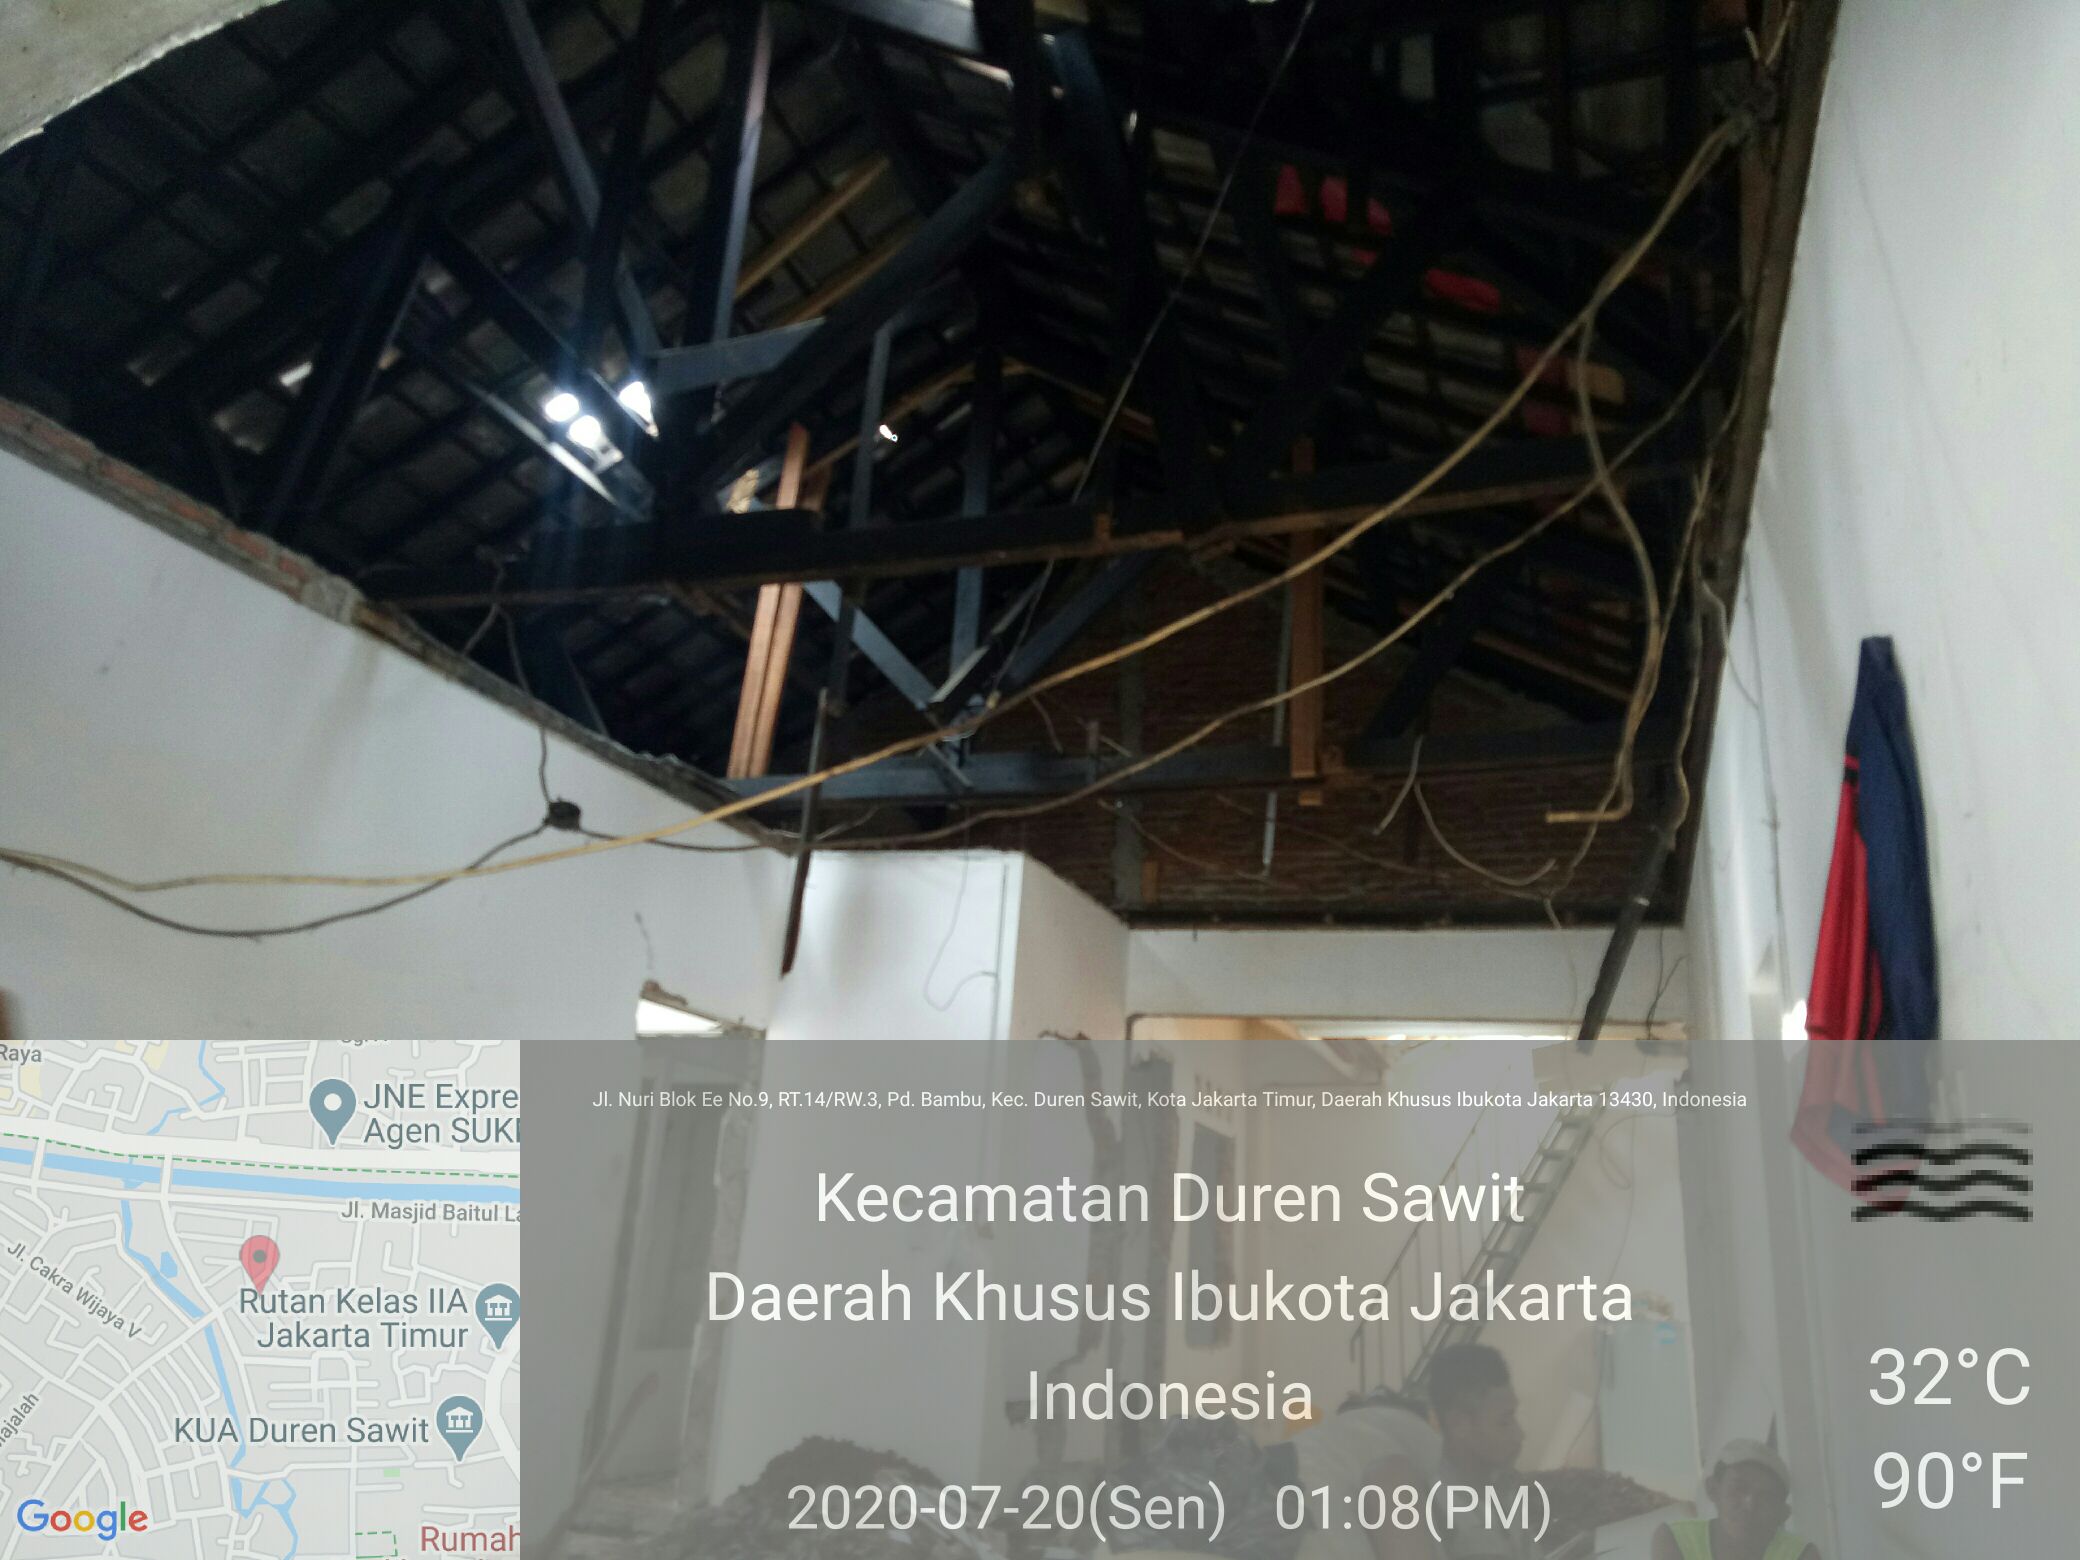 Raya
JNE Expre
Agen SUKI
Jl. Masjid Baitul La
Jl. Cakra Wijaya V
Rutan Kelas IIA
Jakarta Timur
KUA Duren Sawit
Google
Rumah
Jl. Nuri Blok Ee No.9, RT.14/RW.3, Pd. Bambu, Kec. Duren Sawit, Kota Jakarta Timur, Daerah Khusus Ibukota Jakarta 13430, Indonesia
Kecamatan Duren Sawit
Daerah Khusus Ibukota Jakarta
Indonesia
2020-07-20(Sen) 01:08(PM)
32°C
90°F